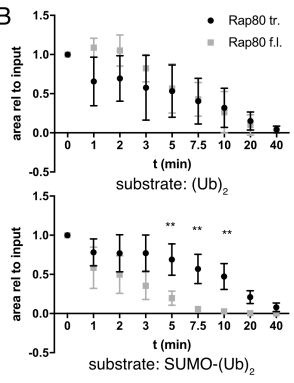 B
1.5
1.0
0.5
0.0
-0.5
area rel to input
Rap80 tr.
Rap80 f.l.
0 1 2 3 5 7.5 10 20 40
t (min)
substrate: (Ub)2
1.5
1.0
0.5
0.0
-0.5
area rel to input
** ** **
0 1 2 3 5 7.5 10 20 40
t (min)
substrate: SUMO-(Ub)2